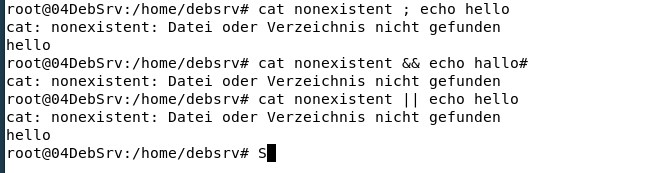 root@04DebSrv:/home/debsrv# cat nonexistent ; echo hello
cat: nonexistent: Datei oder Verzeichnis nicht gefunden
hello
root@04DebSrv:/home/debsrv# cat nonexistent && echo hallo#
cat: nonexistent: Datei oder Verzeichnis nicht gefunden
root@04DebSrv:/home/debsrv# cat nonexistent || echo hello
cat: nonexistent: Datei oder Verzeichnis nicht gefunden
hello
root@04DebSrv:/home/debsrv# S